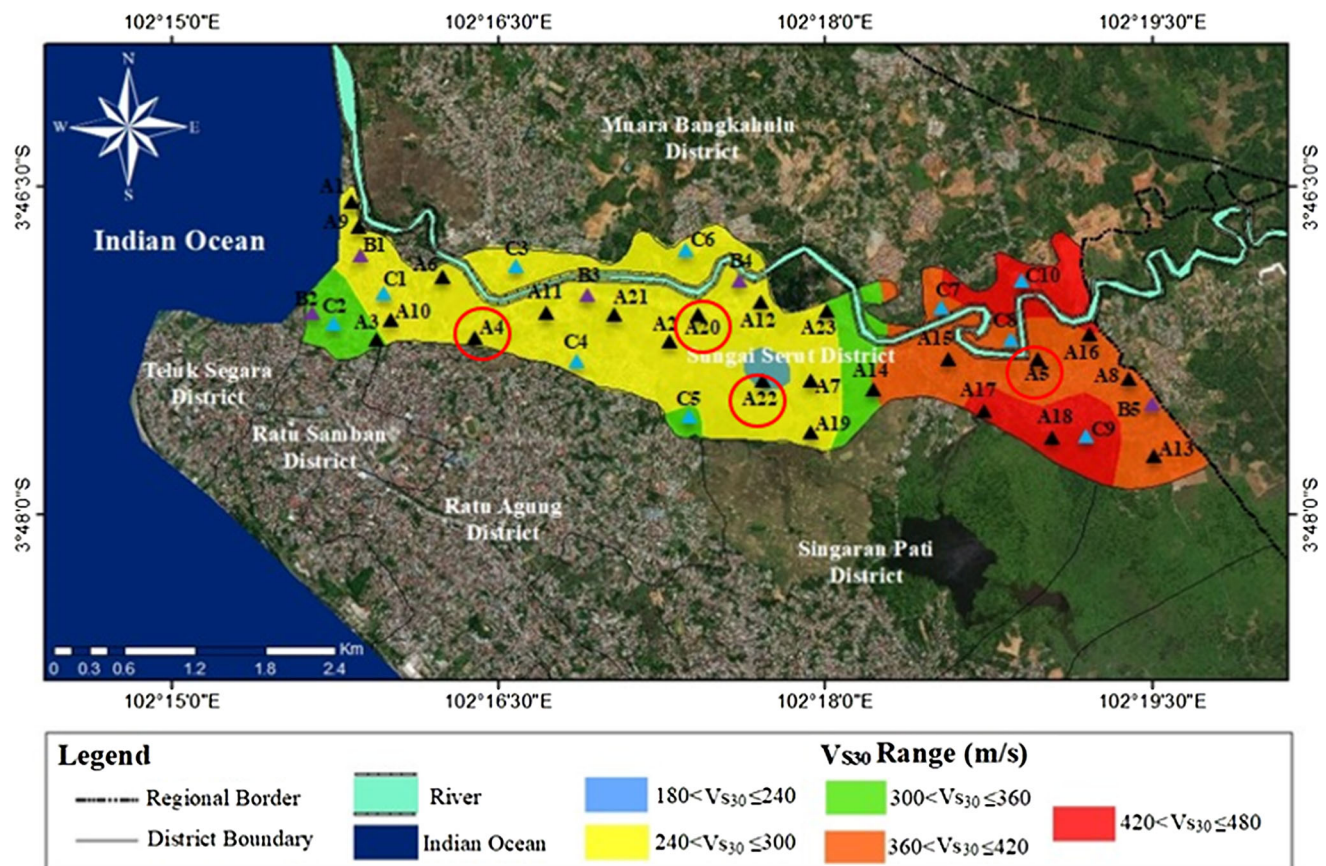 102°15'0"E 102°16'30"E 102°18'0"E 102°19'30"E
N
W E
S
3°46'30"S
3°46'30"S
Muara Bangkahulu
District
Indian Ocean
A1
A9
B1
C6
C3
A6
B4
C10
C1
B3
B2
C2
A3
A10
A11
A21
A4
A2
A20
A12
A23
C7
C8
A15
A16
Sungai Serut District
C4
A5
A8
Teluk Segara
District
A22
A7
A14
A17
B5
C5
A19
A18
C9
A13
Ratu Samban
District
Ratu Agung
District
Singaran Pati
District
3°48'0"S
3°48'0"S
Km
0 0.3 0.6 1.2 1.8 2.4
102°15'0"E 102°16'30"E 102°18'0"E 102°19'30"E
Legend
VS30 Range (m/s)
Regional Border
River
180<Vs30≤240
300<Vs30≤360
420<Vs30≤480
District Boundary
Indian Ocean
240<Vs30≤300
360<Vs30≤420